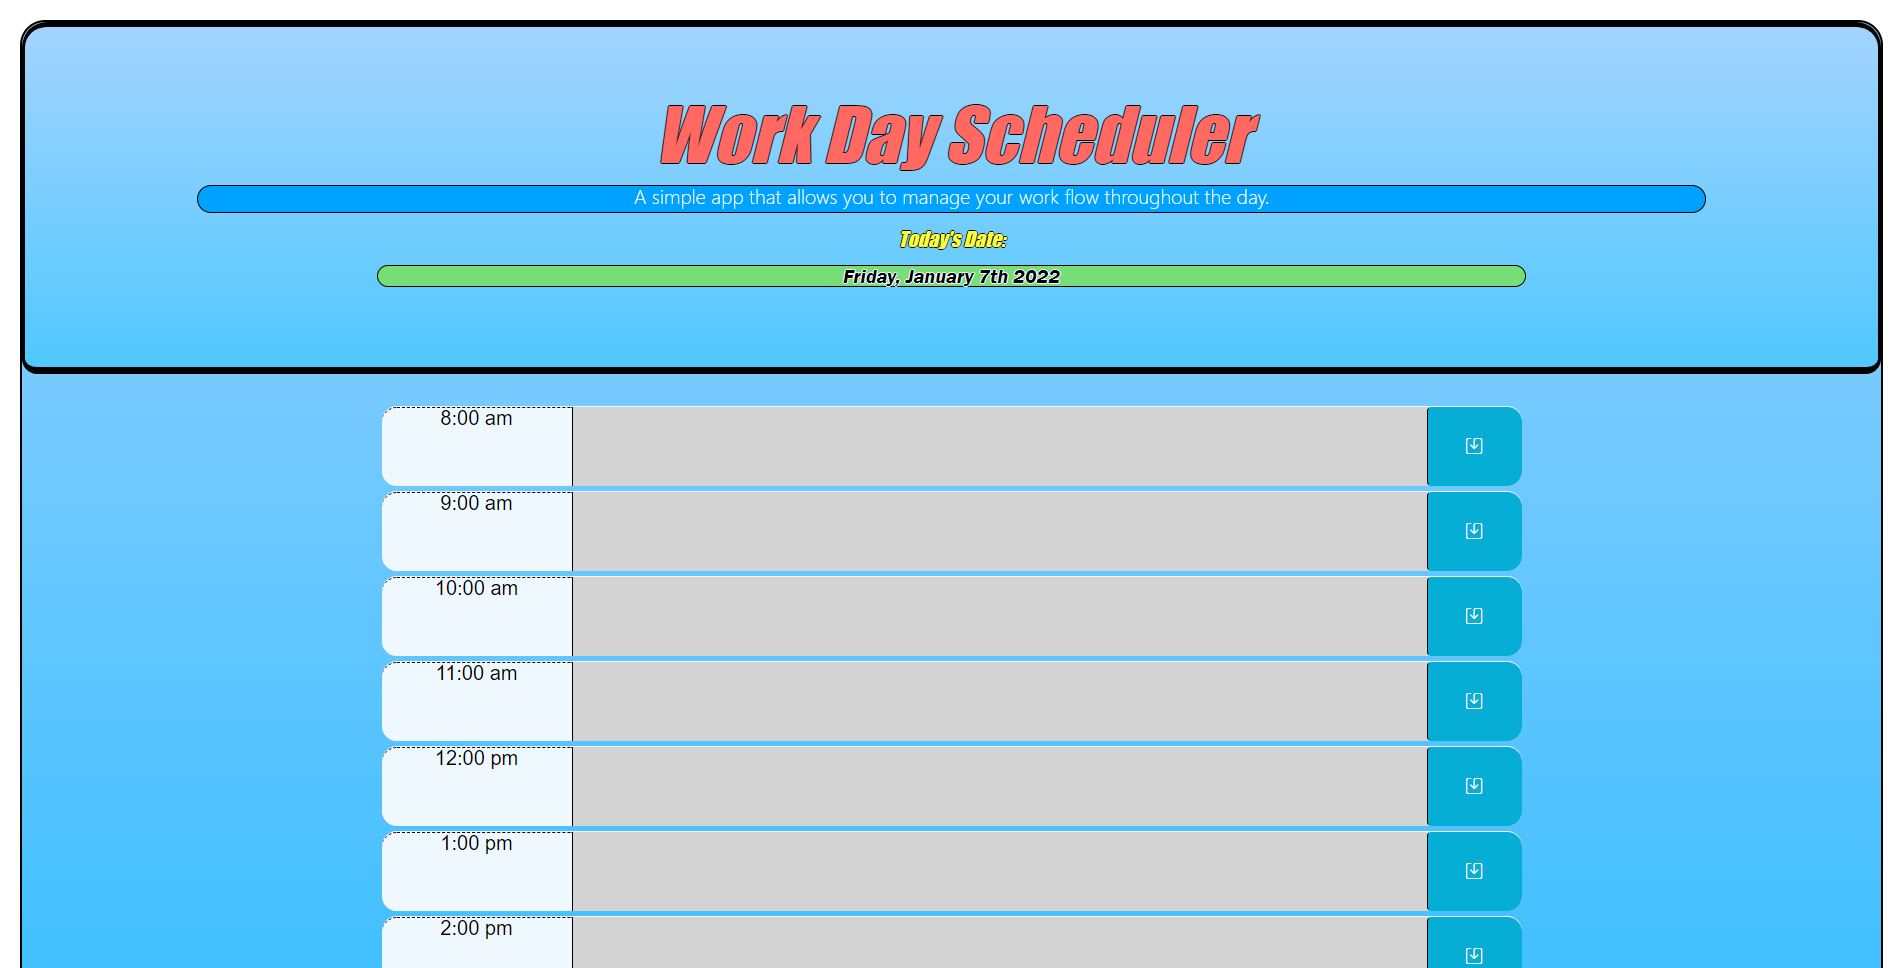 Work Day Scheduler
A simple app that allows you to manage your work flow throughout the day.
Today's Date:
Friday, January 7th 2022
8:00 am
9:00 am
10:00 am
11:00 am
12:00 pm
1:00 pm
2:00 pm